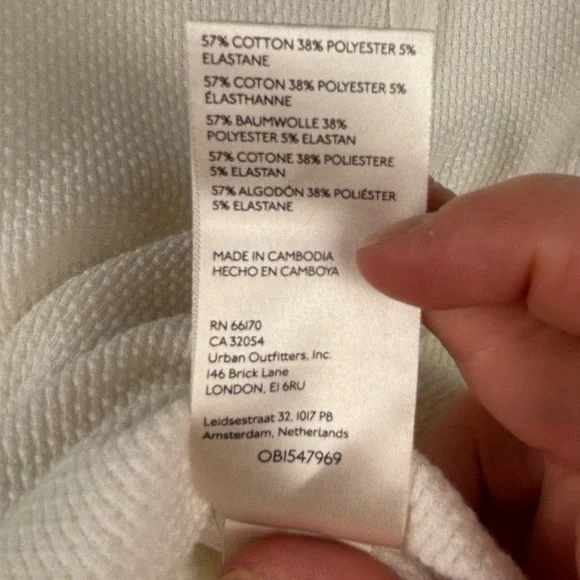 57% COTTON 38% POLYESTER 5%
ELASTANE
57% COTON 38% POLYESTER 5%
ÉLASTHANNE
57% BAUMWOLLE 38%
POLYESTER 5% ELASTAN
57% COTONE 38% POLIESTERE
5% ELASTAN
57% ALGODÓN 38% POLIÉSTER
5% ELASTANE
MADE IN CAMBODIA
HECHO EN CAMBOYA
RN 66170
CA 32054
Urban Outfitters, Inc.
146 Brick Lane
LONDON, E1 6RU
Leidsestraat 32, 1017 PB
Amsterdam, Netherlands
OB1547969